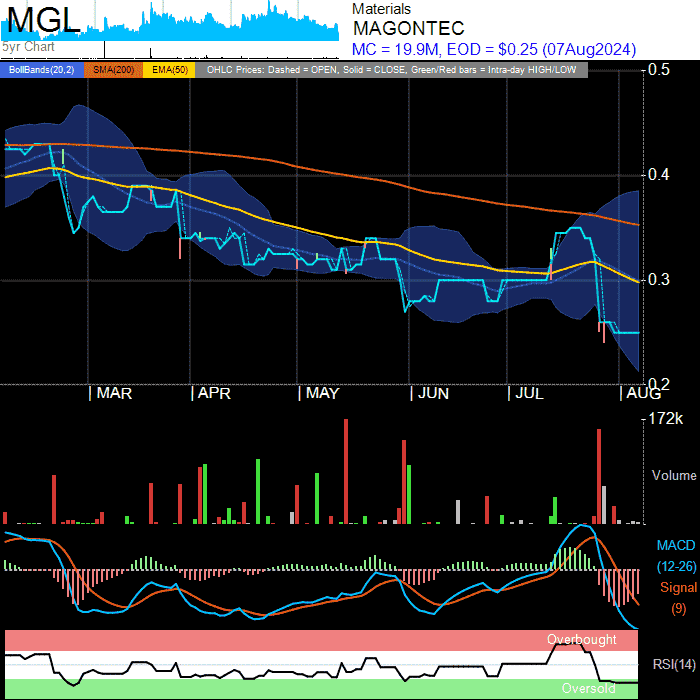 MGL
5yr Chart
Materials
MAGONTEC
MC = 19.9M, EOD = $0.25 (07Aug2024)
BollBands(20,2) SMA(200) EMA(50) OHLC Prices: Dashed = OPEN, Solid = CLOSE, Green/Red bars = Intra-day HIGH/LOW
0.5
0.4
0.3
0.2
| MAR | APR | MAY | JUN | JUL | AUG
172k
Volume
MACD
(12-26)
Signal
(9)
Overbought
RSI(14)
Oversold